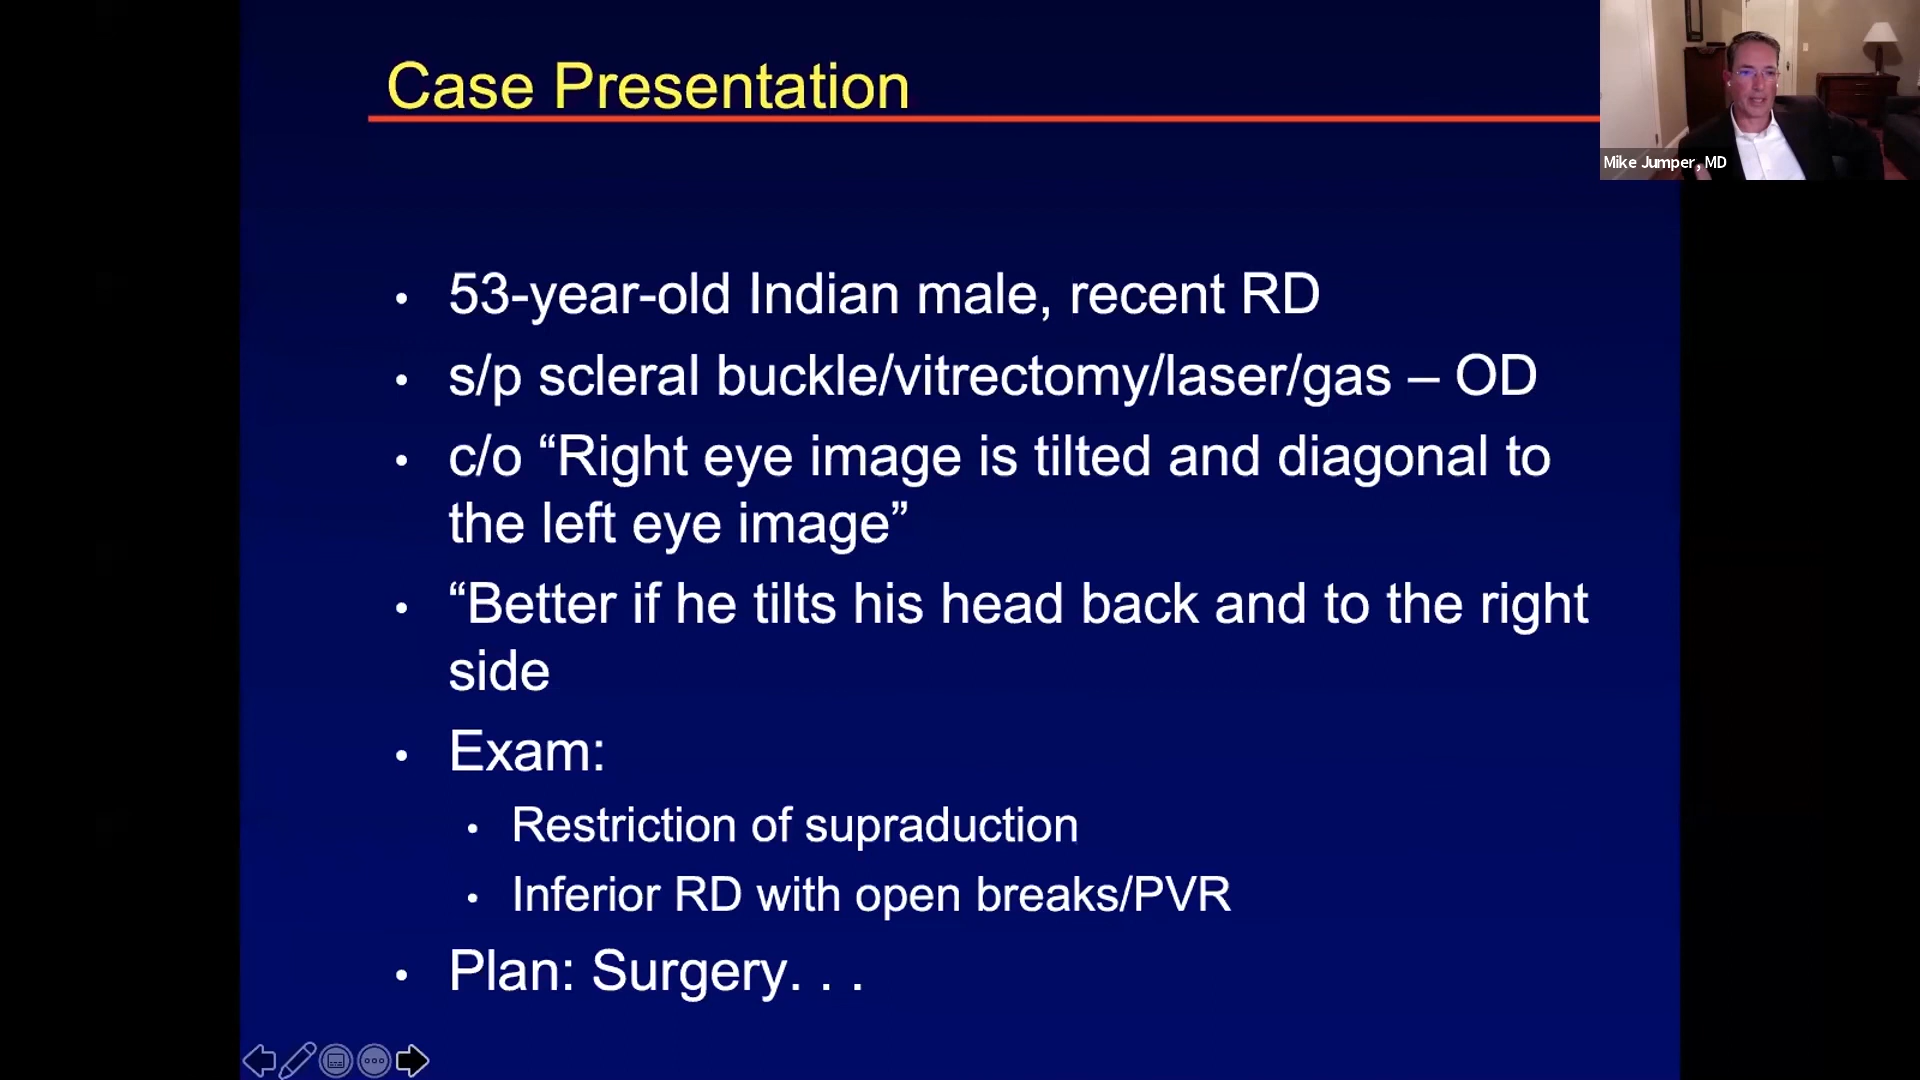 Case Presentation
Mike Jumper, MD
• 53-year-old Indian male, recent RD
• s/p scleral buckle/vitrectomy/laser/gas – OD
• c/o “Right eye image is tilted and diagonal to
the left eye image”
• “Better if he tilts his head back and to the right
side
• Exam:
• Restriction of supraduction
• Inferior RD with open breaks/PVR
• Plan: Surgery. . .